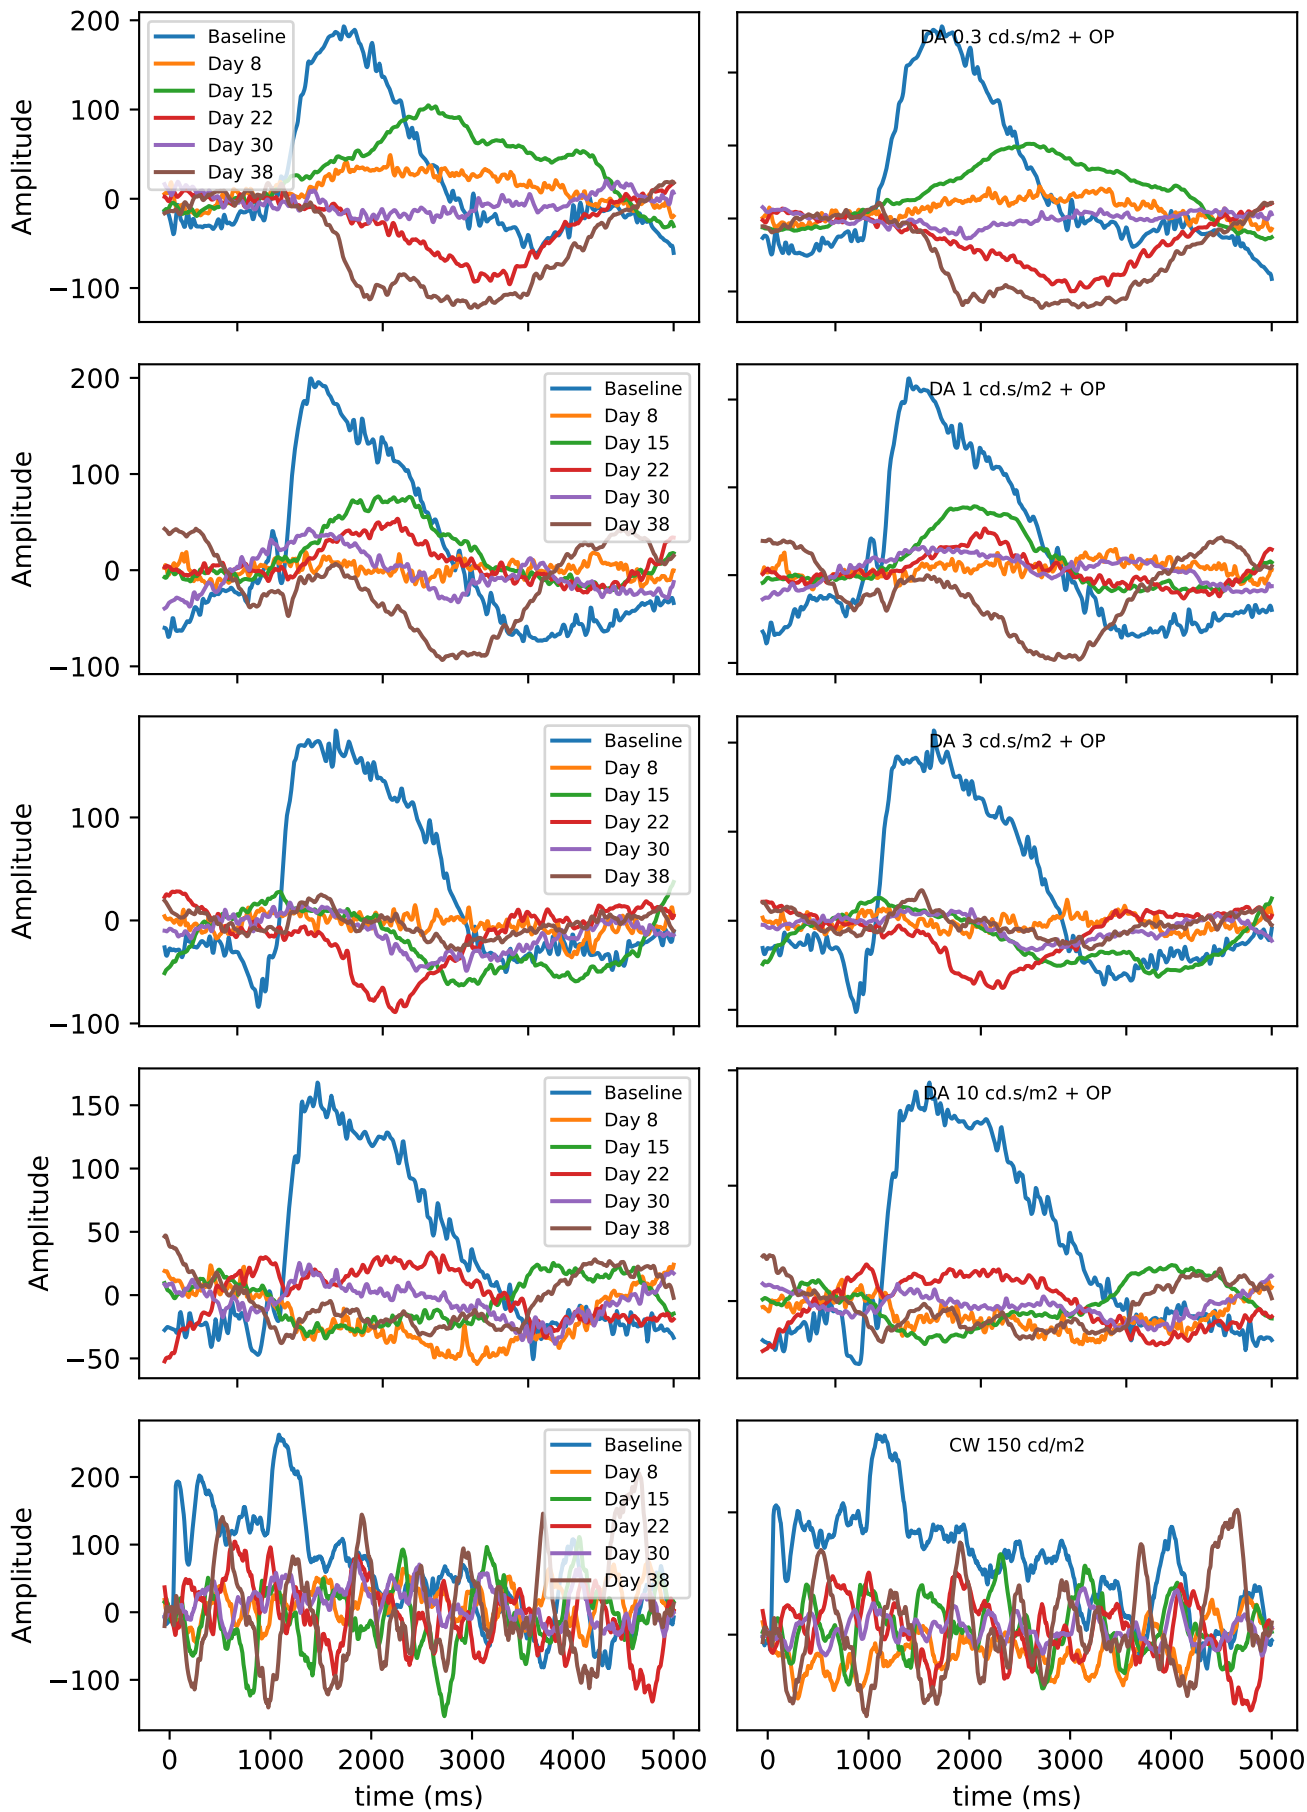 200
100
0
−100
Amplitude
Baseline
Day 8
Day 15
Day 22
Day 30
Day 38
DA 0.3 cd.s/m2 + OP
200
100
0
−100
Amplitude
Baseline
Day 8
Day 15
Day 22
Day 30
Day 38
DA 1 cd.s/m2 + OP
100
0
−100
Amplitude
Baseline
Day 8
Day 15
Day 22
Day 30
Day 38
DA 3 cd.s/m2 + OP
150
100
50
0
−50
Amplitude
Baseline
Day 8
Day 15
Day 22
Day 30
Day 38
DA 10 cd.s/m2 + OP
200
100
0
−100
Amplitude
Baseline
Day 8
Day 15
Day 22
Day 30
Day 38
CW 150 cd/m2
0 1000 2000 3000 4000 5000
time (ms)
0 1000 2000 3000 4000 5000
time (ms)